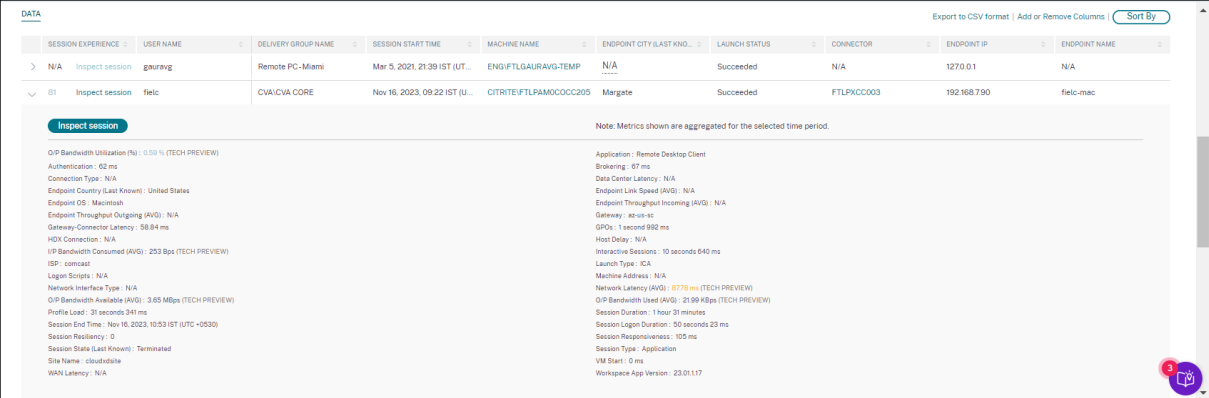 DATA
Export to CSV format | Add or Remove Columns | Sort By
SESSION EXPERIENCE USER NAME DELIVERY GROUP NAME SESSION START TIME MACHINE NAME ENDPOINT CITY (LAST KNO... LAUNCH STATUS CONNECTOR ENDPOINT IP ENDPOINT NAME
N/A Inspect session gauravg Remote PC-Miami Mar 5, 2021, 21:39 IST (UT... ENG\FTLGAURAVG-TEMP N/A Succeeded N/A 127.0.0.1 N/A
81 Inspect session fielc CVA\CVA CORE Nov 16, 2023, 09:22 IST (U... CITRITE\FTLPAM0COCC205 Margate Succeeded FTLPXCC003 192.168.7.90 fielc-mac
Inspect session
Note: Metrics shown are aggregated for the selected time period.
O/P Bandwidth Utilization (%) : 0.59 % (TECH PREVIEW)
Authentication : 62 ms
Connection Type : N/A
Endpoint Country (Last Known) : United States
Endpoint OS : Macintosh
Endpoint Throughput Outgoing (AVG) : N/A
Gateway-Connector Latency : 58.84 ms
HDX Connection : N/A
I/P Bandwidth Consumed (AVG) : 253 Bps (TECH PREVIEW)
ISP : comcast
Logon Scripts : N/A
Network Interface Type : N/A
O/P Bandwidth Available (AVG) : 3.65 MBps (TECH PREVIEW)
Profile Load : 31 seconds 341 ms
Session End Time : Nov 16, 2023, 10:53 IST (UTC +0530)
Session Resiliency : 0
Session State (Last Known) : Terminated
Site Name : cloudxdsite
WAN Latency : N/A
Application : Remote Desktop Client
Brokering : 67 ms
Data Center Latency : N/A
Endpoint Link Speed (AVG) : N/A
Endpoint Throughput Incoming (AVG) : N/A
Gateway : az-us-sc
GPOs : 1 second 992 ms
Host Delay : N/A
Interactive Sessions : 10 seconds 640 ms
Launch Type : ICA
Machine Address : N/A
Network Latency (AVG) : 87.78 ms (TECH PREVIEW)
O/P Bandwidth Used (AVG) : 21.99 KBps (TECH PREVIEW)
Session Duration : 1 hour 31 minutes
Session Logon Duration : 50 seconds 23 ms
Session Responsiveness : 105 ms
Session Type : Application
VM Start : 0 ms
Workspace App Version : 23.01.1.17
3